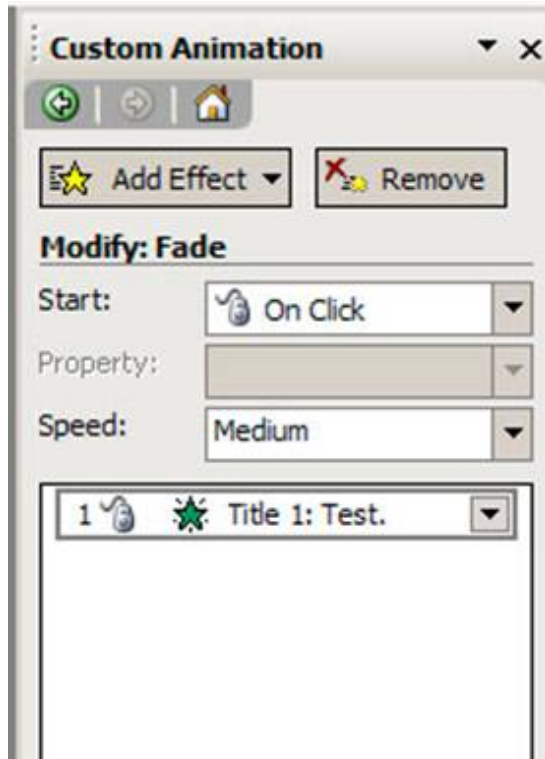 Custom Animation
Add Effect Remove
Modify: Fade
Start: On Click
Property:
Speed: Medium
1 Title 1: Test.